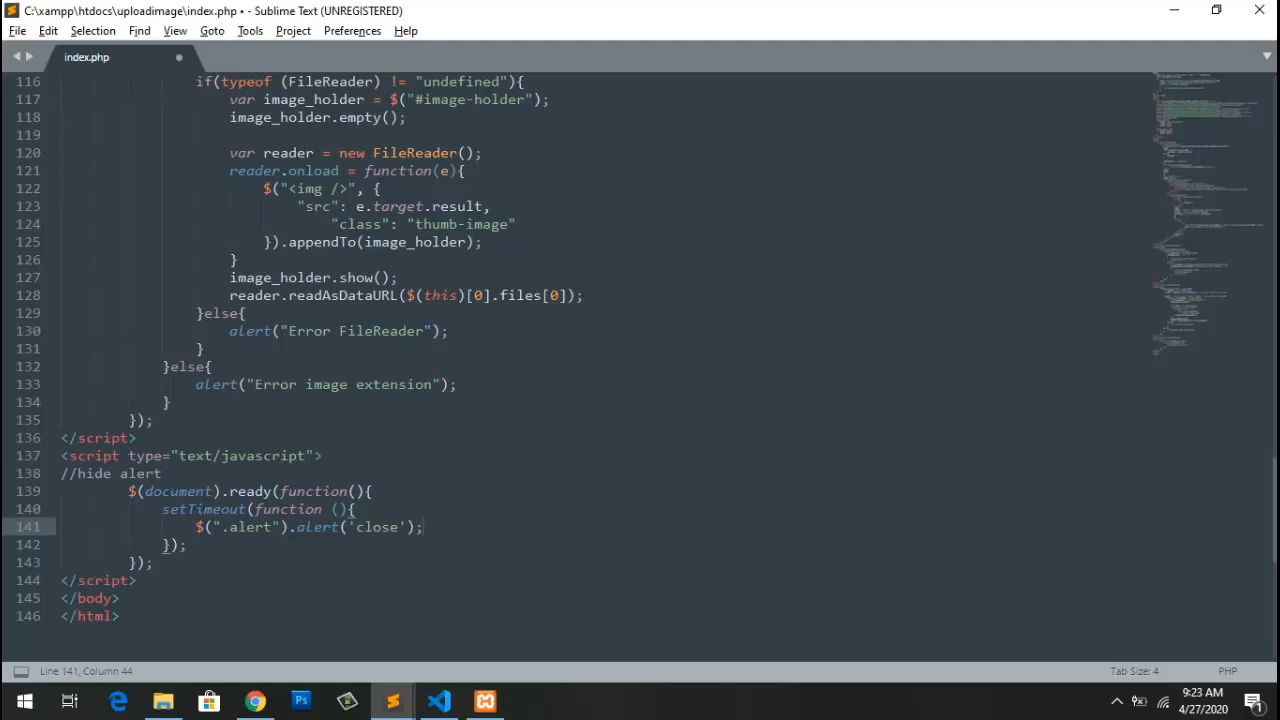 C:\xampp\htdocs\uploadimage\index.php • - Sublime Text (UNREGISTERED)
File Edit Selection Find View Goto Tools Project Preferences Help
index.php
116 if(typeof (FileReader) != "undefined"){
117 var image_holder = $("#image-holder");
118 image_holder.empty();
119
120 var reader = new FileReader();
121 reader.onload = function(e){
122 $("<img />", {
123 "src": e.target.result,
124 "class": "thumb-image"
125 }).appendTo(image_holder);
126 }
127 image_holder.show();
128 reader.readAsDataURL($(this)[0].files[0]);
129 }else{
130 alert("Error FileReader");
131 }
132 }else{
133 alert("Error image extension");
134 }
135 });
136 </script>
137 <script type="text/javascript">
138 //hide alert
139 $(document).ready(function(){
140 setTimeout(function (){
141 $(".alert").alert('close');
142 });
143 });
144 </script>
145 </body>
146 </html>
Line 141, Column 44 Tab Size: 4 PHP
Ps
9:23 AM
4/27/2020
1